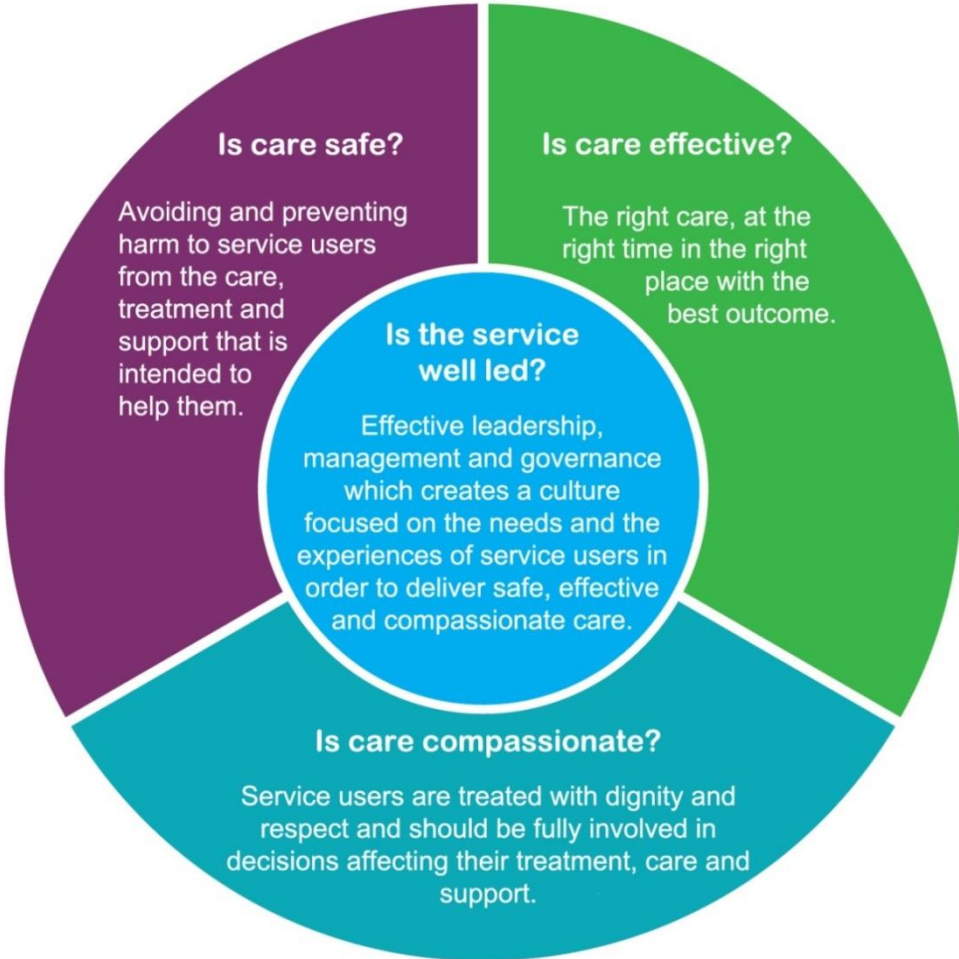 Is care safe?
Avoiding and preventing
harm to service users
from the care,
treatment and
support that is
intended to
help them.
Is care effective?
The right care, at the
right time in the right
place with the
best outcome.
Is the service
well led?
Effective leadership,
management and governance
which creates a culture
focused on the needs and the
experiences of service users in
order to deliver safe, effective
and compassionate care.
Is care compassionate?
Service users are treated with dignity and
respect and should be fully involved in
decisions affecting their treatment, care and
support.